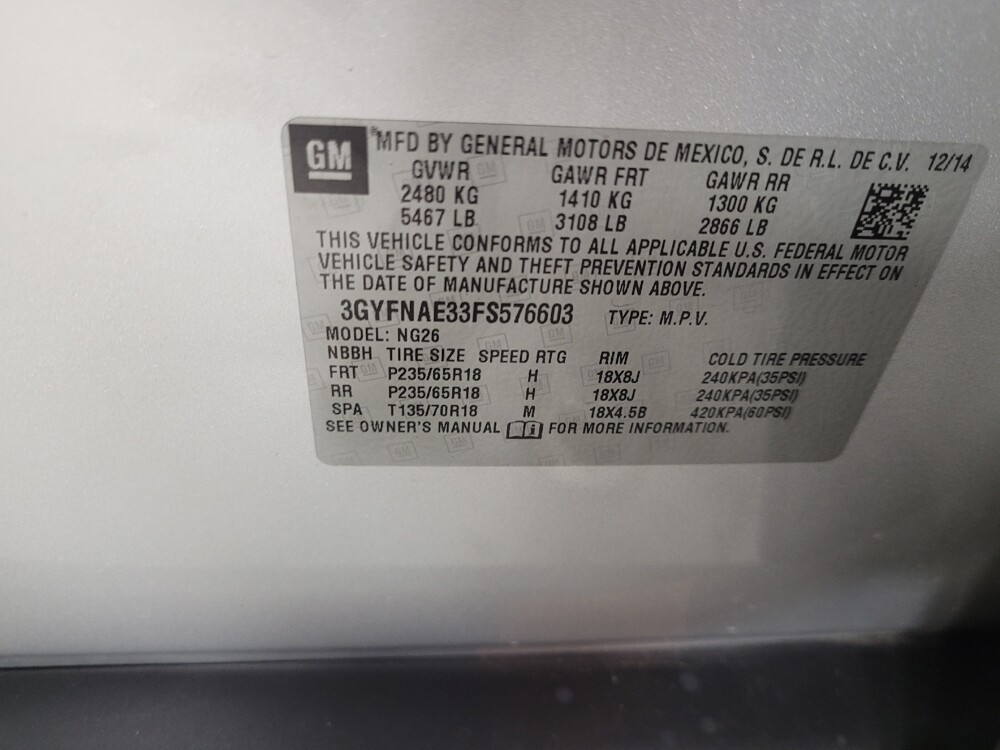 GM
MFD BY GENERAL MOTORS DE MEXICO, S. DE R.L. DE C.V. 12/14
GVWR GAWR FRT GAWR RR
2480 KG 1410 KG 1300 KG
5467 LB 3108 LB 2866 LB
THIS VEHICLE CONFORMS TO ALL APPLICABLE U.S. FEDERAL MOTOR
VEHICLE SAFETY AND THEFT PREVENTION STANDARDS IN EFFECT ON
THE DATE OF MANUFACTURE SHOWN ABOVE.
3GYFNAE33FS576603 TYPE: M.P.V.
MODEL: NG26
NBBH TIRE SIZE SPEED RTG RIM COLD TIRE PRESSURE
FRT P235/65R18 H 18X8J 240KPA(35PSI)
RR P235/65R18 H 18X8J 240KPA(35PSI)
SPA T135/70R18 M 18X4.5B 420KPA(60PSI)
SEE OWNER'S MANUAL FOR MORE INFORMATION.